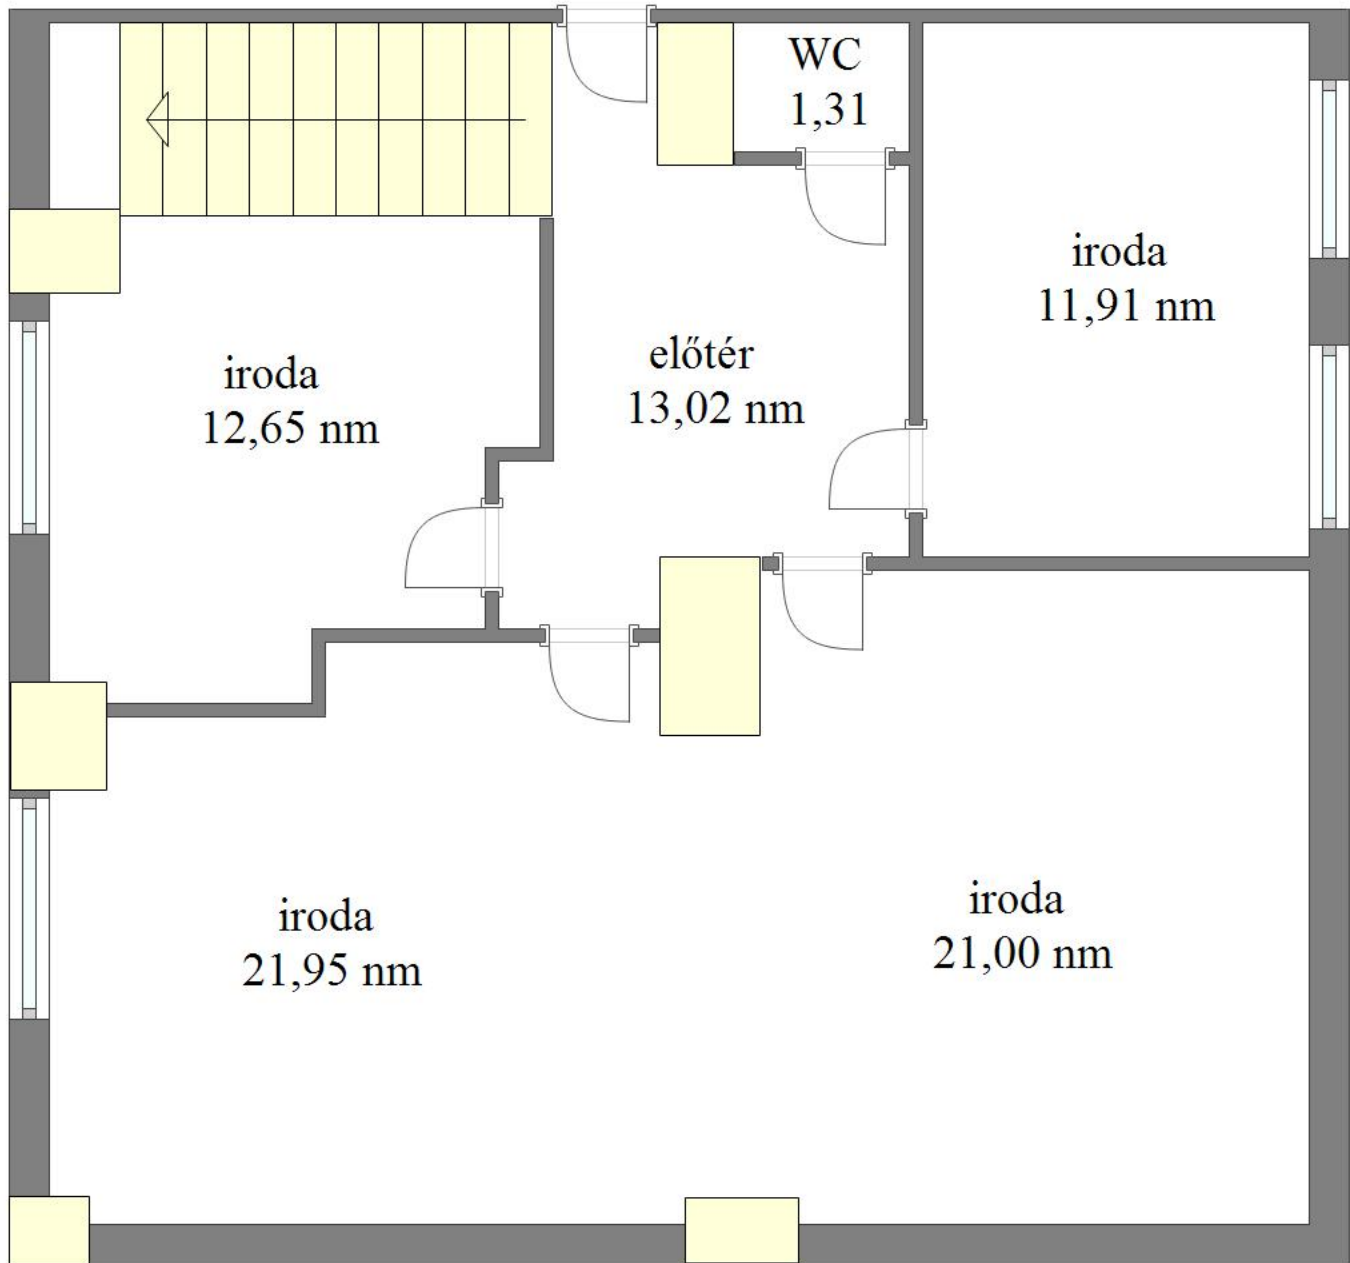 WC
1,31
iroda
11,91 nm
előtér
13,02 nm
iroda
12,65 nm
iroda
21,95 nm
iroda
21,00 nm